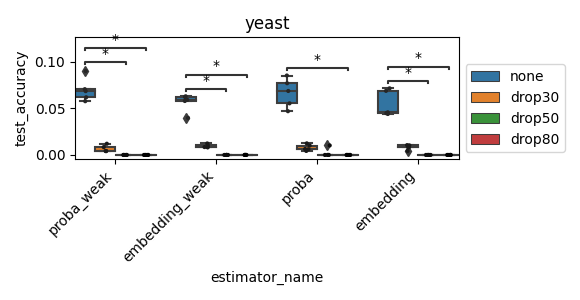 yeast
test_accuracy
0.10
0.05
0.00
*
*
*
*
*
*
*
proba_weak
embedding_weak
proba
embedding
estimator_name
none
drop30
drop50
drop80